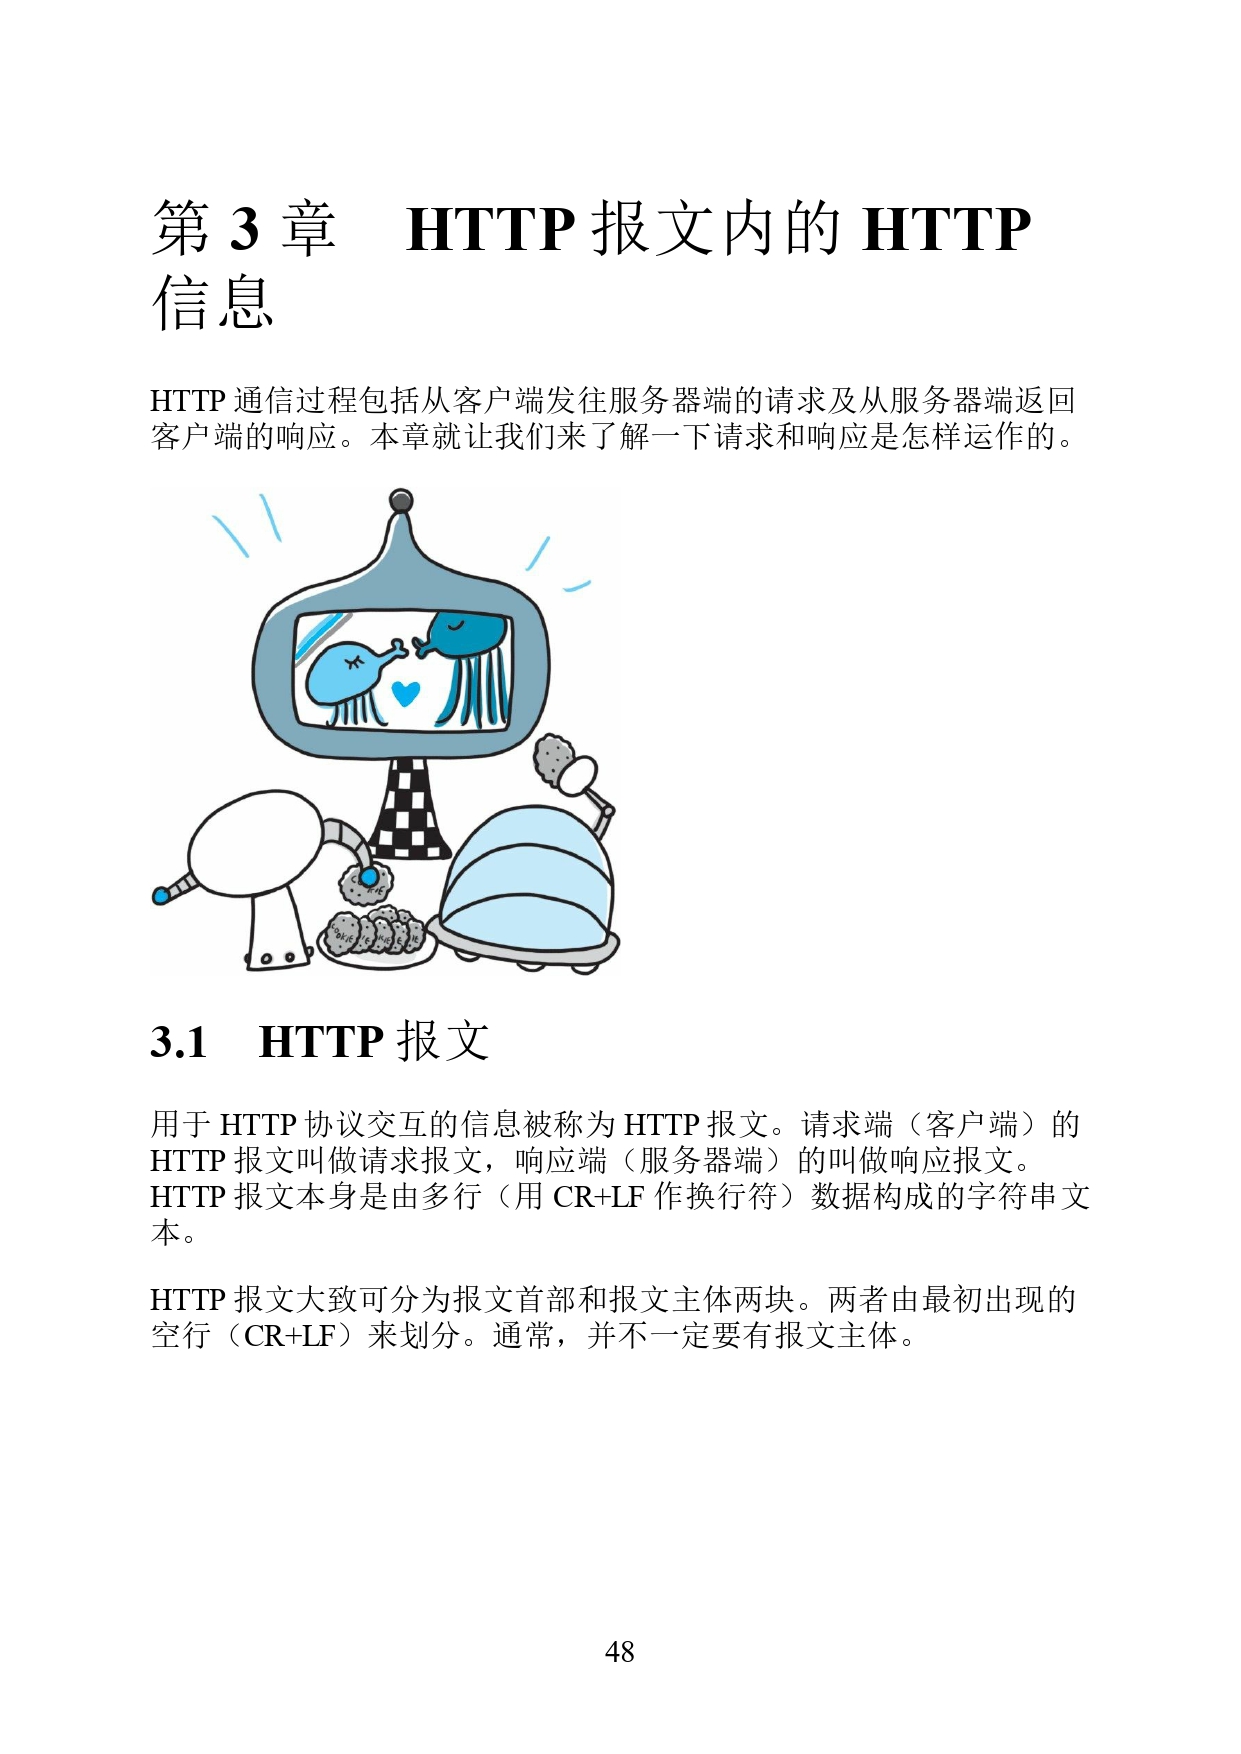 第 3 章　HTTP 报文内的 HTTP
信息
HTTP 通信过程包括从客户端发往服务器端的请求及从服务器端返回
客户端的响应。本章就让我们来了解一下请求和响应是怎样运作的。
COOKIE
3.1　HTTP 报文
用于 HTTP 协议交互的信息被称为 HTTP 报文。请求端（客户端）的
HTTP 报文叫做请求报文，响应端（服务器端）的叫做响应报文。
HTTP 报文本身是由多行（用 CR+LF 作换行符）数据构成的字符串文
本。
HTTP 报文大致可分为报文首部和报文主体两块。两者由最初出现的
空行（CR+LF）来划分。通常，并不一定要有报文主体。
48